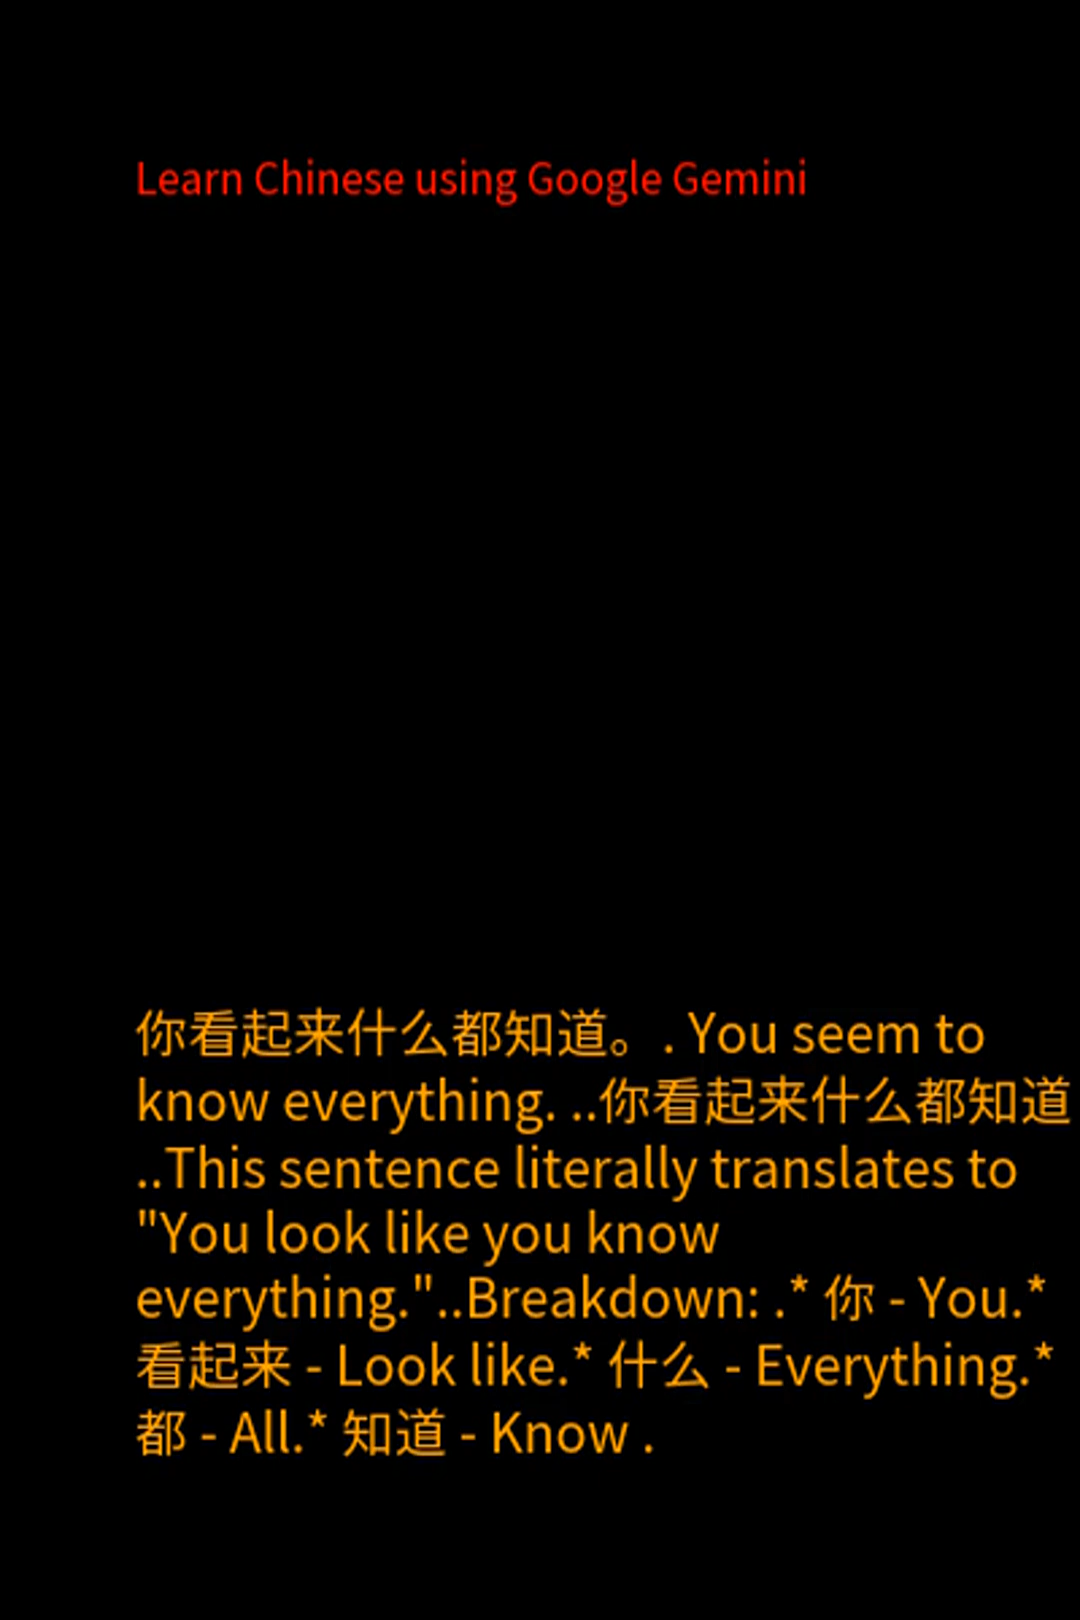 Learn Chinese using Google Gemini
你看起来什么都知道。. You seem to
know everything. ..你看起来什么都知道
..This sentence literally translates to
"You look like you know
everything."..Breakdown: .* 你 - You.*
看起来 - Look like.* 什么 - Everything.*
都 - All.* 知道 - Know .